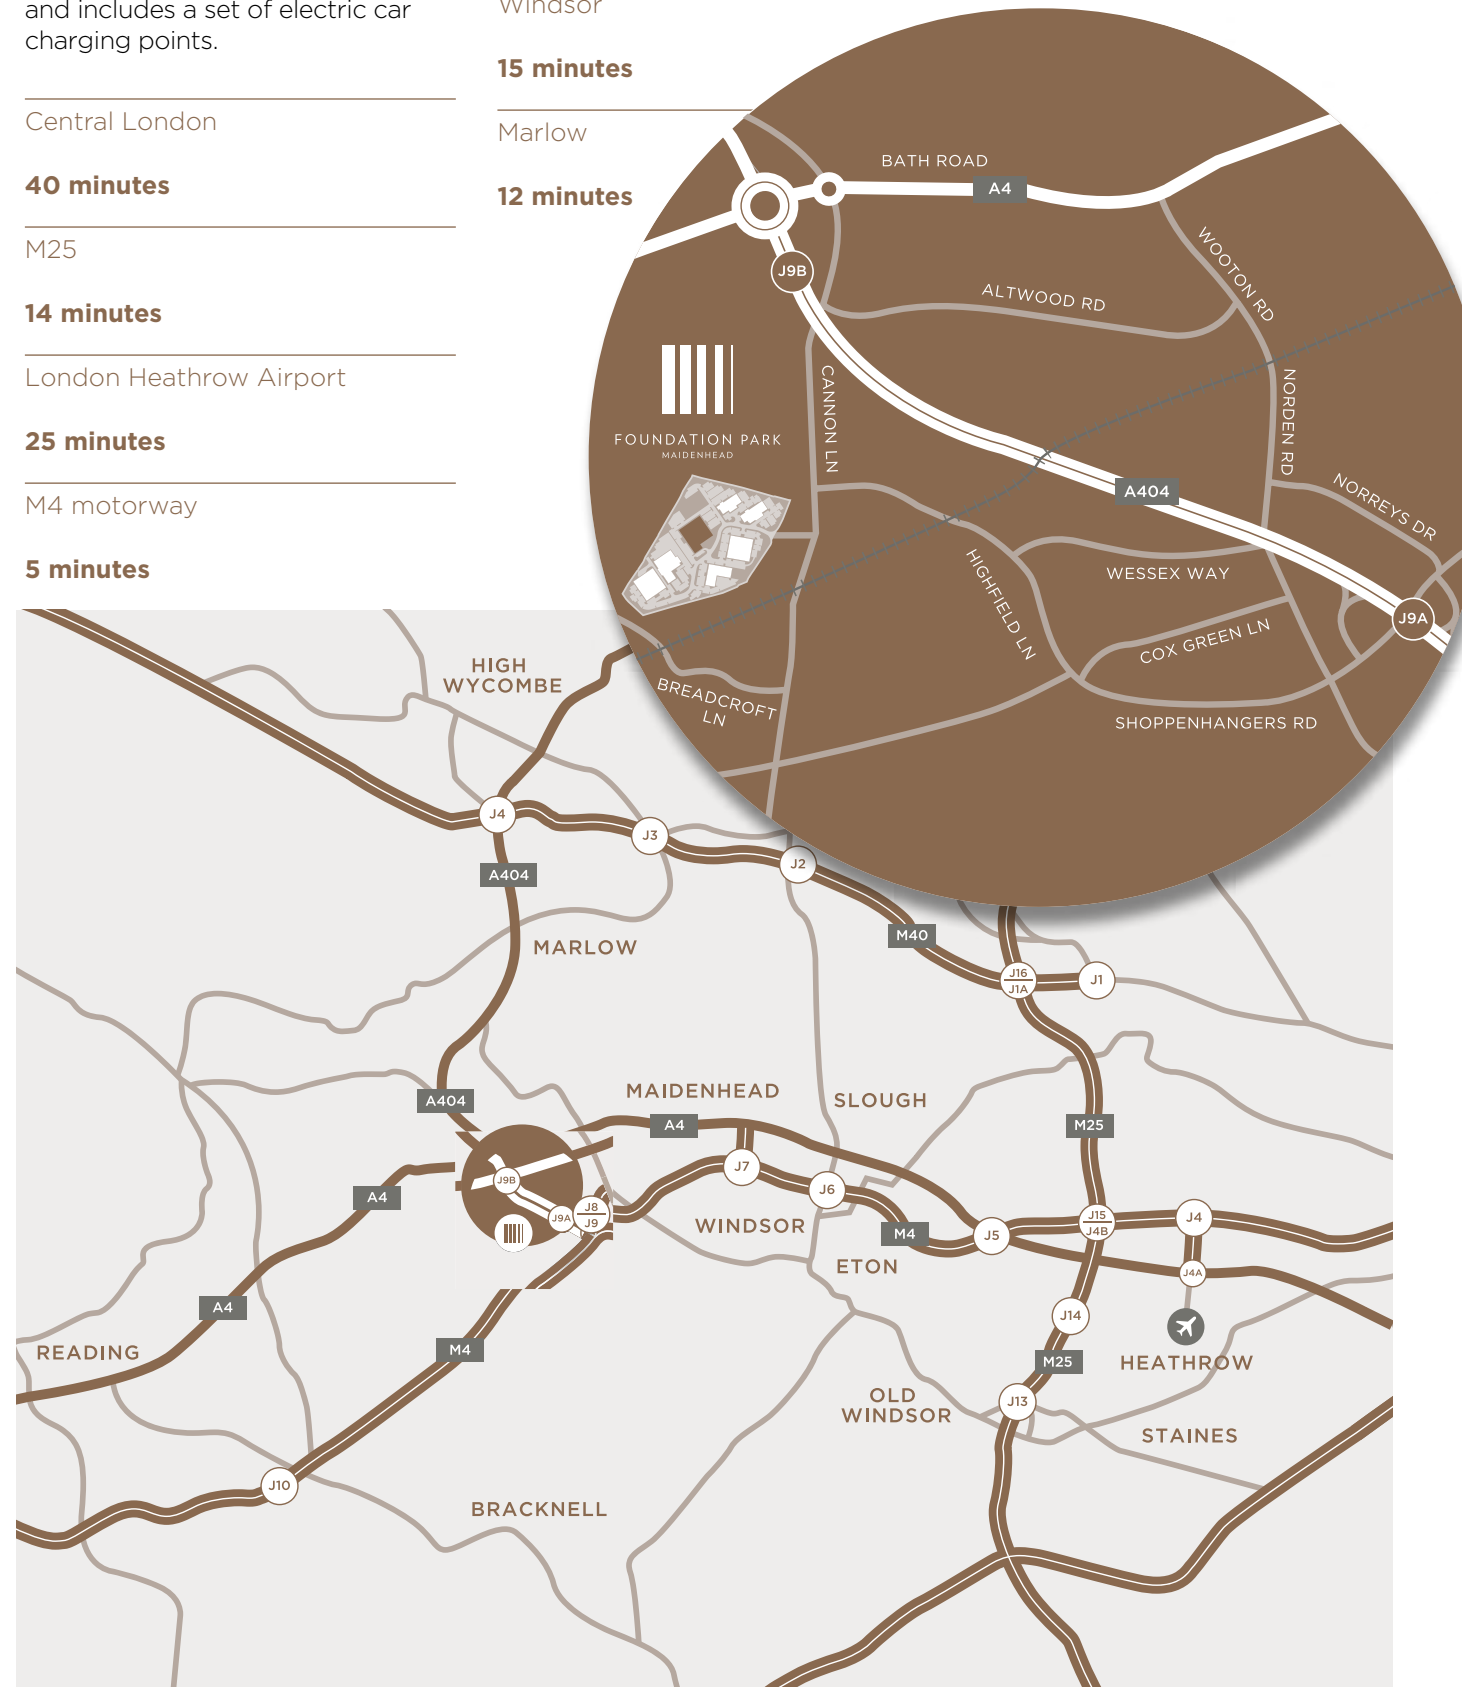 and includes a set of electric car
charging points.
Central London
40 minutes
M25
14 minutes
London Heathrow Airport
25 minutes
M4 motorway
5 minutes
Windsor
15 minutes
Marlow
12 minutes
BATH ROAD
A4
J9B
WOOTON RD
ALTWOOD RD
FOUNDATION PARK
MAIDENHEAD
CANNON LN
NORDEN RD
A404
NORREYS DR
HIGHFIELD LN
WESSEX WAY
J9A
COX GREEN LN
BREADCROFT
LN
SHOPPENHANGERS RD
HIGH
WYCOMBE
J4
J3
J2
A404
MARLOW
M40
J16
J1A
J1
MAIDENHEAD
SLOUGH
A404
A4
M25
J7
J9B
J6
A4
J8
J9
J9A
WINDSOR
M4
J5
J15
J4B
J4
ETON
J4A
A4
J14
READING
M4
M25
HEATHROW
OLD
WINDSOR
J13
STAINES
J10
BRACKNELL